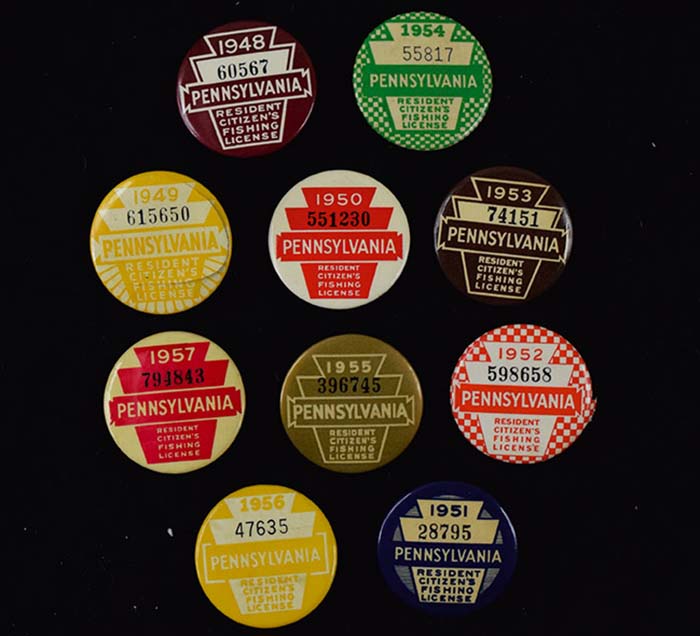 1948
60567
PENNSYLVANIA
RESIDENT
CITIZEN'S
FISHING
LICENSE
1954
55817
PENNSYLVANIA
RESIDENT
CITIZEN'S
FISHING
LICENSE
1949
615650
PENNSYLVANIA
RESIDENT
CITIZEN'S
FISHING
LICENSE
1950
551230
PENNSYLVANIA
RESIDENT
CITIZEN'S
FISHING
LICENSE
1953
74151
PENNSYLVANIA
RESIDENT
CITIZEN'S
FISHING
LICENSE
1957
794843
PENNSYLVANIA
RESIDENT
CITIZEN'S
FISHING
LICENSE
1955
396745
PENNSYLVANIA
RESIDENT
CITIZEN'S
FISHING
LICENSE
1952
598658
PENNSYLVANIA
RESIDENT
CITIZEN'S
FISHING
LICENSE
1956
47635
PENNSYLVANIA
RESIDENT
CITIZEN'S
FISHING
LICENSE
1951
28795
PENNSYLVANIA
RESIDENT
CITIZEN'S
FISHING
LICENSE